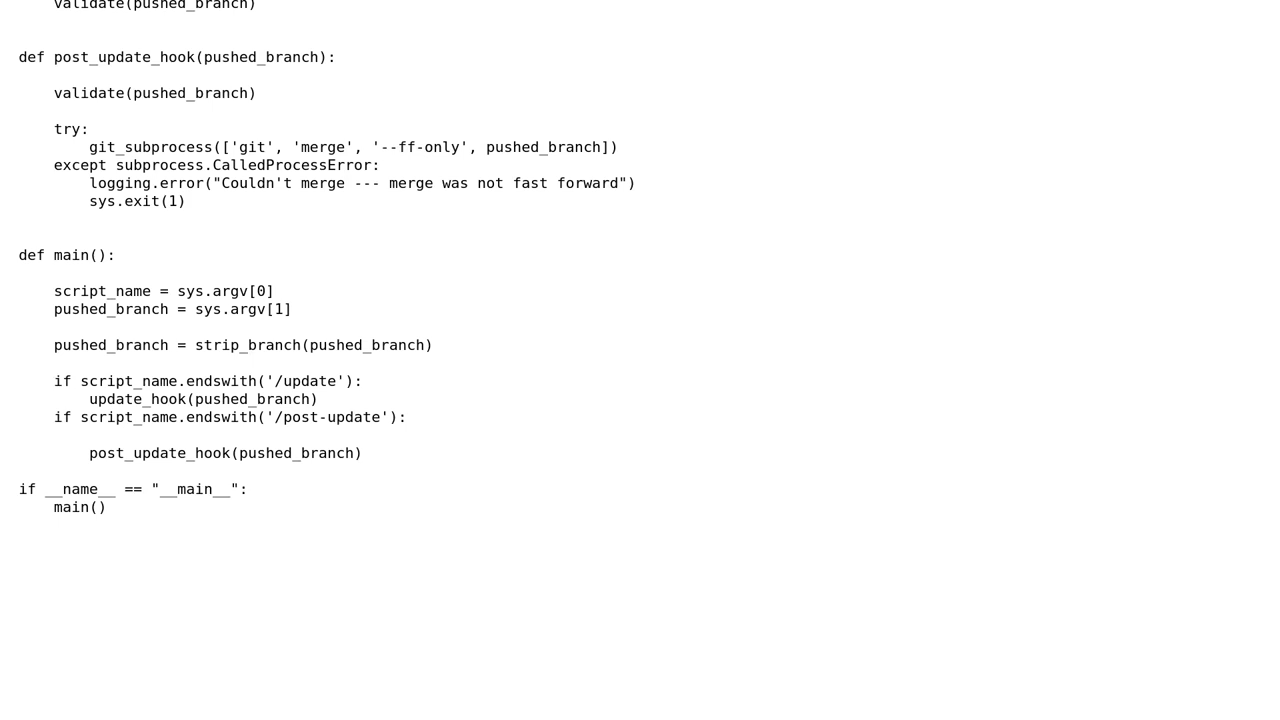 validate(pushed_branch)
def post_update_hook(pushed_branch):
    validate(pushed_branch)
    try:
        git_subprocess(['git', 'merge', '--ff-only', pushed_branch])
    except subprocess.CalledProcessError:
        logging.error("Couldn't merge --- merge was not fast forward")
        sys.exit(1)
def main():
    script_name = sys.argv[0]
    pushed_branch = sys.argv[1]
    pushed_branch = strip_branch(pushed_branch)
    if script_name.endswith('/update'):
        update_hook(pushed_branch)
    if script_name.endswith('/post-update'):
        post_update_hook(pushed_branch)
if __name__ == "__main__":
    main()